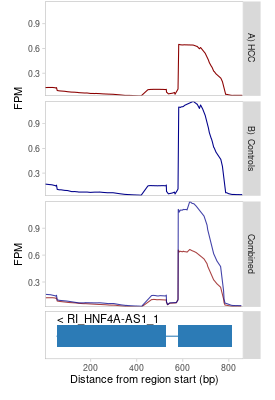 FPM
0.9
0.6
0.3
A) HCC
0.9
0.6
0.3
B) Controls
FPM
0.9
0.6
0.3
Combined
< RI_HNF4A-AS1_1
200
400
600
800
Distance from region start (bp)